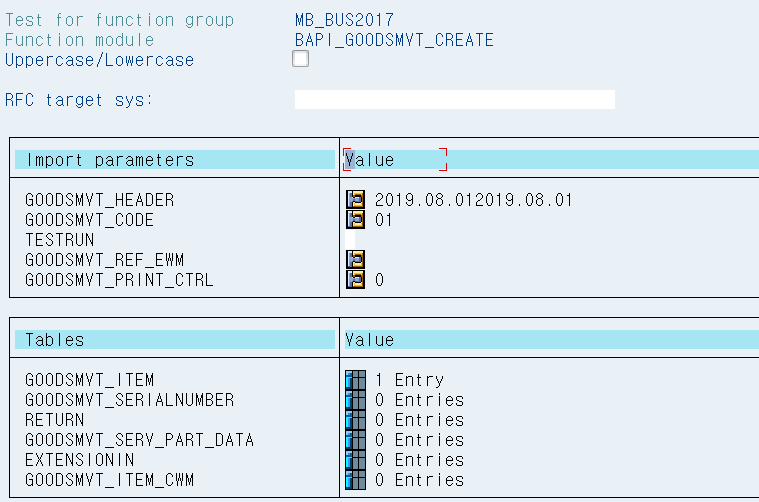 Test for function group MB_BUS2017
Function module BAPI_GOODSMVT_CREATE
Uppercase/Lowercase
RFC target sys:
Import parameters Value
GOODSMVT_HEADER 2019.08.012019.08.01
GOODSMVT_CODE 01
TESTRUN
GOODSMVT_REF_EWM
GOODSMVT_PRINT_CTRL 0
Tables Value
GOODSMVT_ITEM 1 Entry
GOODSMVT_SERIALNUMBER 0 Entries
RETURN 0 Entries
GOODSMVT_SERV_PART_DATA 0 Entries
EXTENSIONIN 0 Entries
GOODSMVT_ITEM_CWM 0 Entries